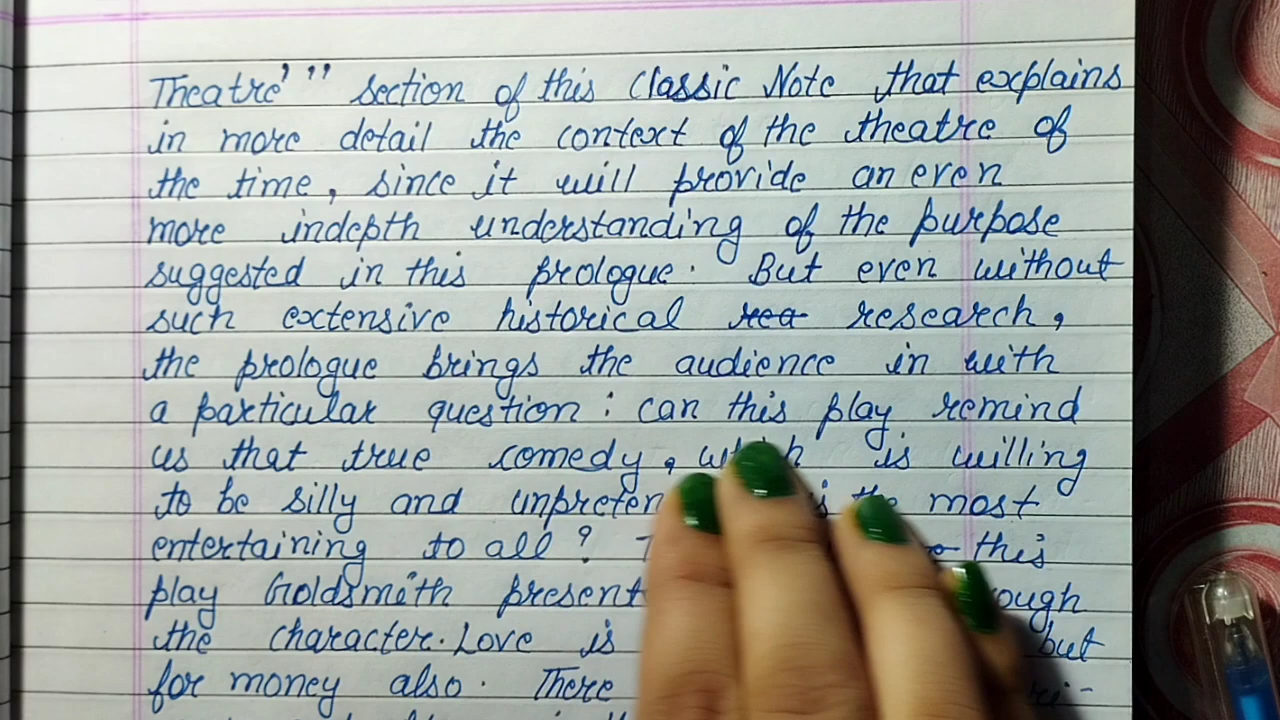 Theatre' '' section of this Classic Note that explains
in more detail the context of the theatre of
the time, since it will provide an even
more indepth understanding of the purpose
suggested in this prologue. But even without
such extensive historical research,
the prologue brings the audience in with
a particular question : can this play remind
us that true comedy, which is willing
to be silly and the most
entertaining to all? this
play Goldsmith
the character. Love is but
for money also. There